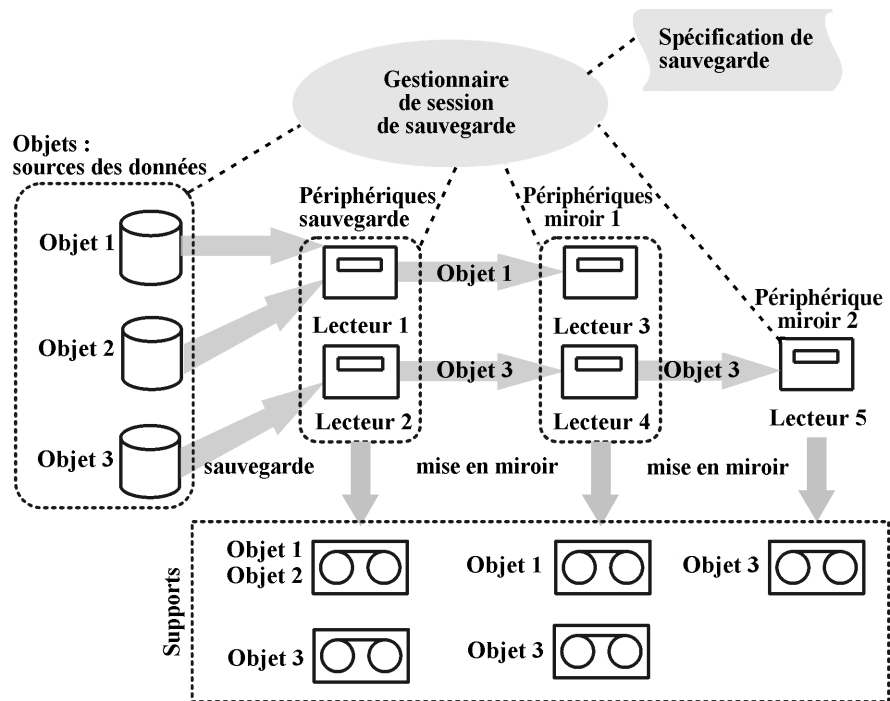 Spécification de
sauvegarde
Gestionnaire
de session
de sauvegarde
Objets :
sources des données
Périphériques
sauvegarde
Périphériques
miroir 1
Objet 1
Objet 1
Périphérique
miroir 2
Lecteur 1
Lecteur 3
Objet 2
Objet 3
Objet 3
Lecteur 2
Lecteur 4
Lecteur 5
Objet 3
sauvegarde
mise en miroir
mise en miroir
Supports
Objet 1
Objet 2
Objet 1
Objet 3
Objet 3
Objet 3